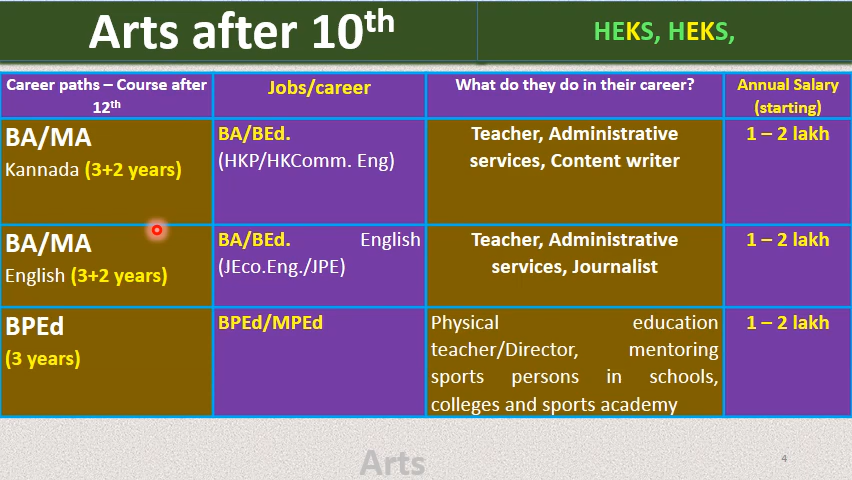 Arts after 10th
HEKS, HEKS,
Career paths – Course after
12th
Jobs/career
What do they do in their career?
Annual Salary
(starting)
BA/MA
Kannada (3+2 years)
BA/BEd.
(HKP/HKComm. Eng)
Teacher, Administrative
services, Content writer
1 – 2 lakh
BA/MA
English (3+2 years)
BA/BEd. English
(JEco.Eng./JPE)
Teacher, Administrative
services, Journalist
1 – 2 lakh
BPEd
(3 years)
BPEd/MPEd
Physical education
teacher/Director, mentoring
sports persons in schools,
colleges and sports academy
1 – 2 lakh
Arts
4